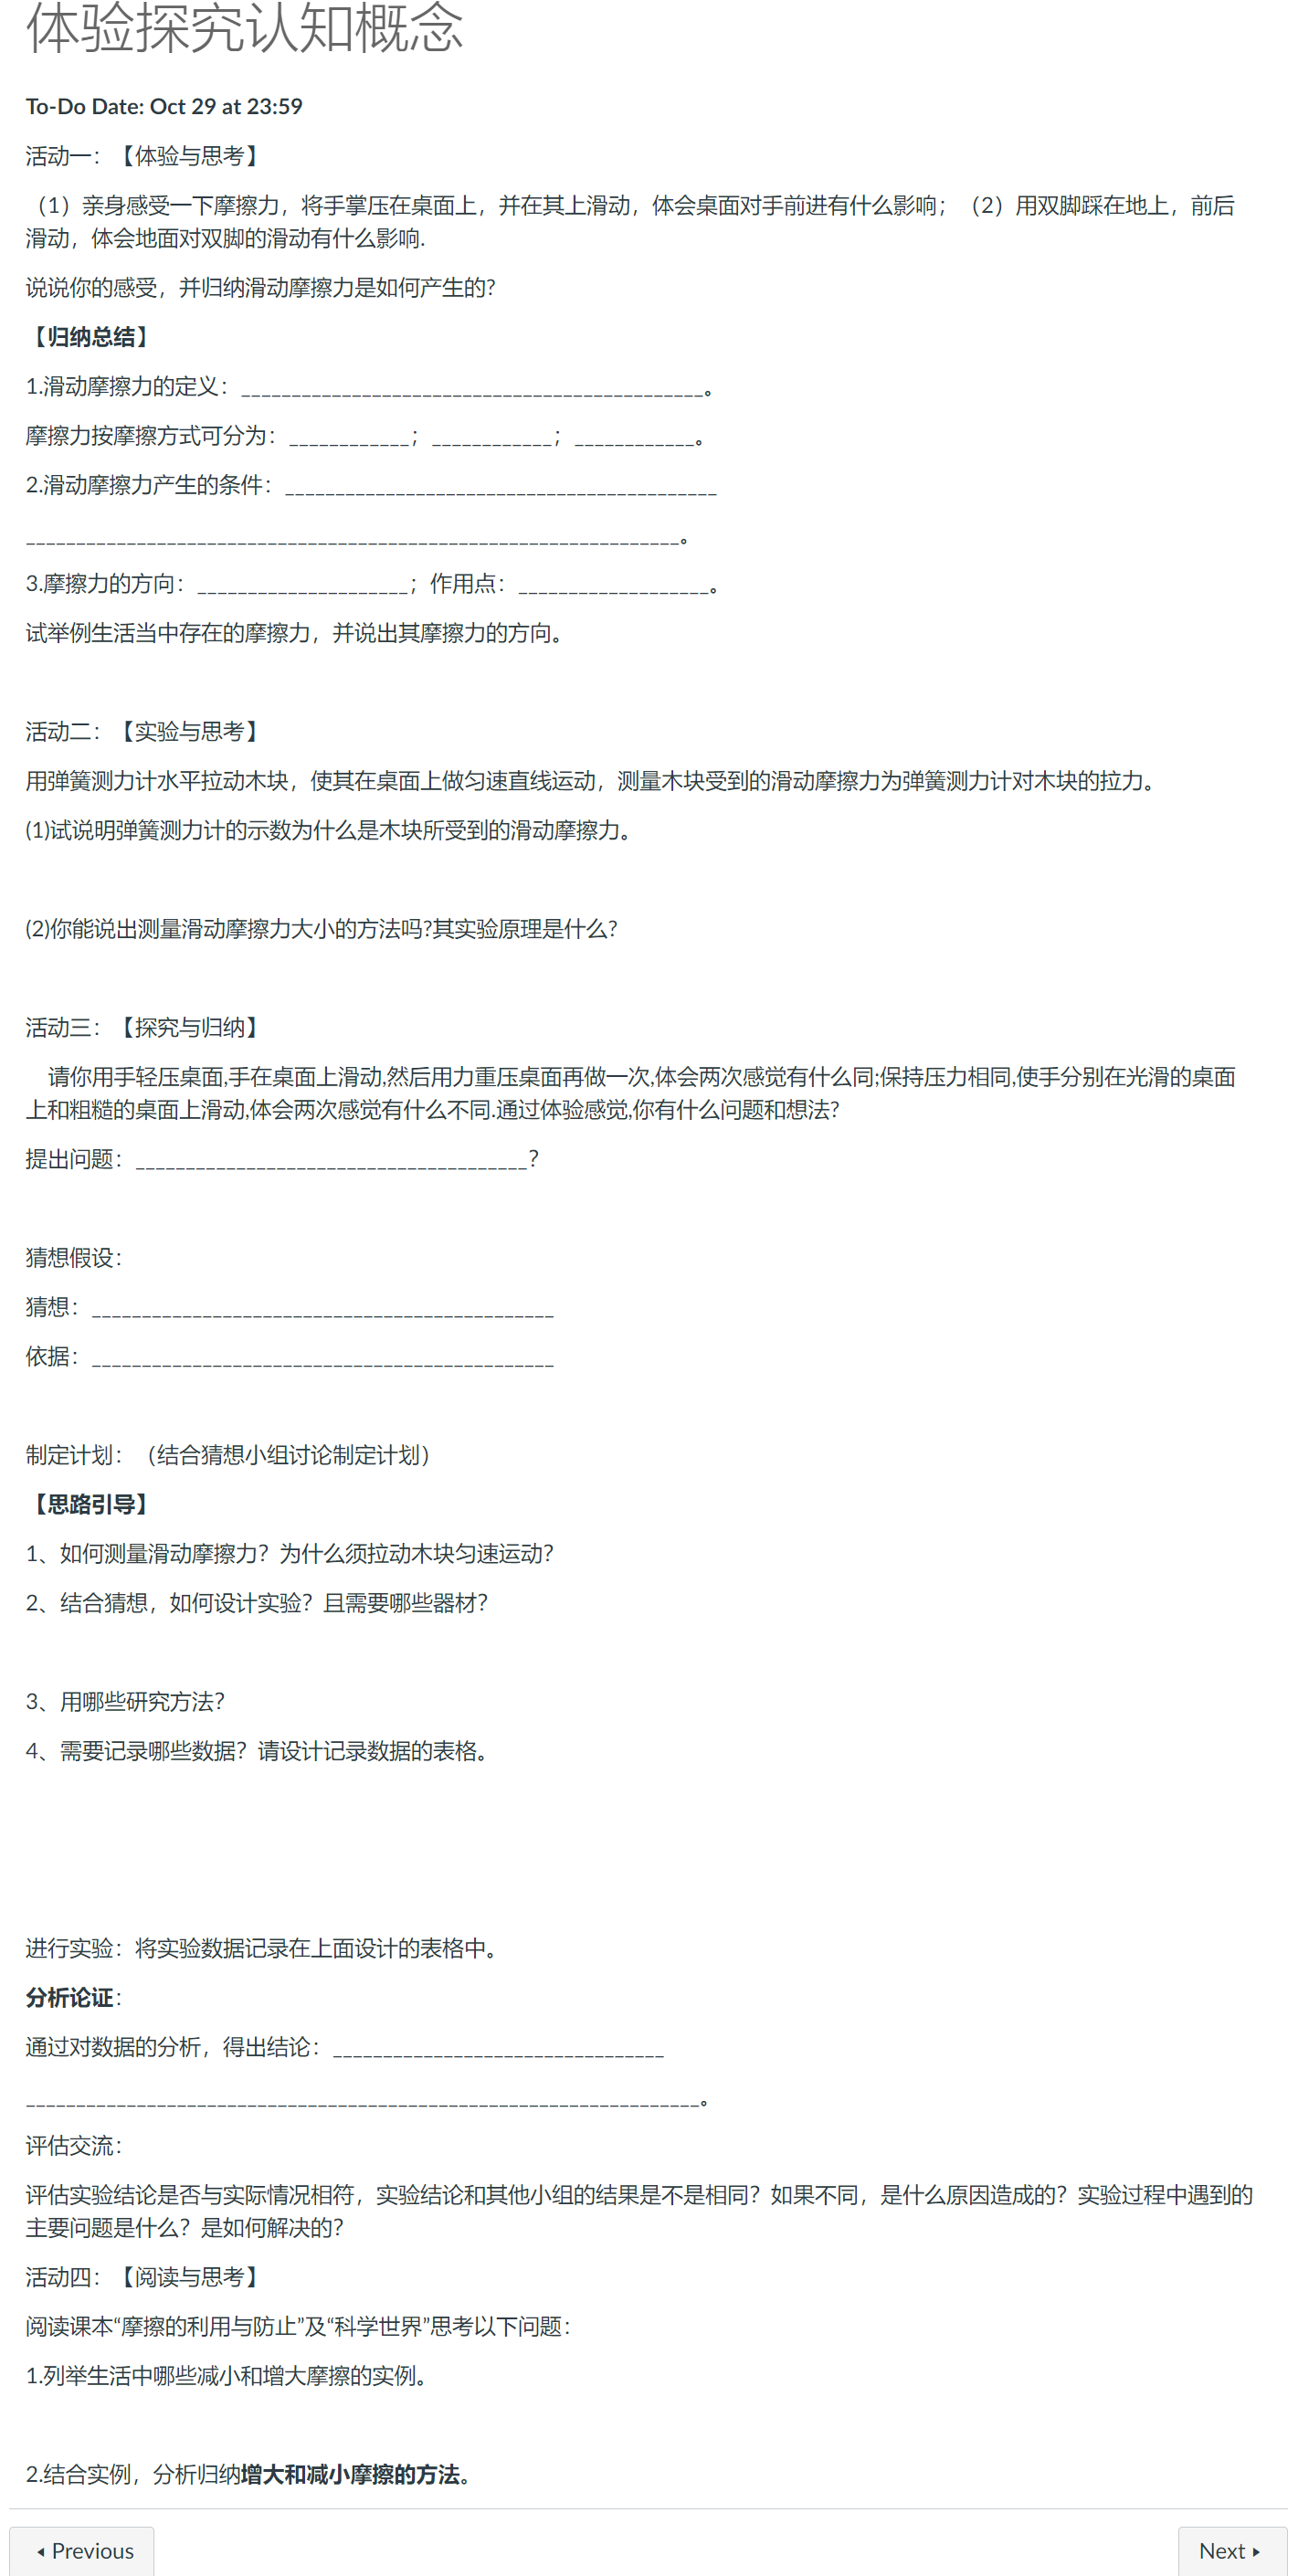 体验探究认知概念
To-Do Date: Oct 29 at 23:59
活动一：【体验与思考】
（1）亲身感受一下摩擦力，将手掌压在桌面上，并在其上滑动，体会桌面对手前进有什么影响；（2）用双脚踩在地上，前后
滑动，体会地面对双脚的滑动有什么影响.
说说你的感受，并归纳滑动摩擦力是如何产生的?
【归纳总结】
1.滑动摩擦力的定义：______________________________________________。
摩擦力按摩擦方式可分为：____________；____________；____________。
2.滑动摩擦力产生的条件：___________________________________________
_________________________________________________________________。
3.摩擦力的方向：_____________________；作用点：___________________。
试举例生活当中存在的摩擦力，并说出其摩擦力的方向。
活动二：【实验与思考】
用弹簧测力计水平拉动木块，使其在桌面上做匀速直线运动，测量木块受到的滑动摩擦力为弹簧测力计对木块的拉力。
(1)试说明弹簧测力计的示数为什么是木块所受到的滑动摩擦力。
(2)你能说出测量滑动摩擦力大小的方法吗?其实验原理是什么?
活动三：【探究与归纳】
请你用手轻压桌面,手在桌面上滑动,然后用力重压桌面再做一次,体会两次感觉有什么同;保持压力相同,使手分别在光滑的桌面
上和粗糙的桌面上滑动,体会两次感觉有什么不同.通过体验感觉,你有什么问题和想法?
提出问题：_______________________________________?
猜想假设：
猜想：______________________________________________
依据：______________________________________________
制定计划：（结合猜想小组讨论制定计划）
【思路引导】
1、如何测量滑动摩擦力？为什么须拉动木块匀速运动？
2、结合猜想，如何设计实验？且需要哪些器材？
3、用哪些研究方法？
4、需要记录哪些数据？请设计记录数据的表格。
进行实验：将实验数据记录在上面设计的表格中。
分析论证：
通过对数据的分析，得出结论：_________________________________
___________________________________________________________________。
评估交流：
评估实验结论是否与实际情况相符，实验结论和其他小组的结果是不是相同？如果不同，是什么原因造成的？实验过程中遇到的
主要问题是什么？是如何解决的？
活动四：【阅读与思考】
阅读课本“摩擦的利用与防止”及“科学世界”思考以下问题：
1.列举生活中哪些减小和增大摩擦的实例。
2.结合实例，分析归纳增大和减小摩擦的方法。
◂ Previous
Next ▸